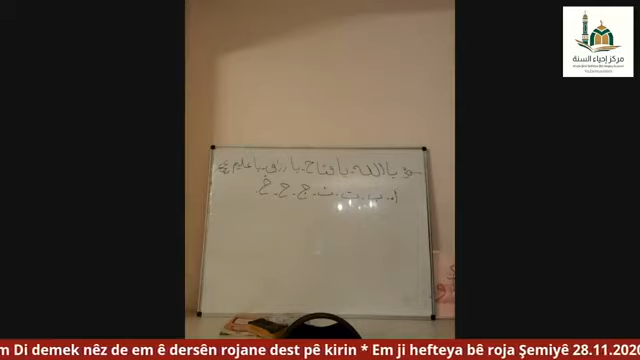 مركز إحياء السنة
يا الله - يا فتاح - يا رزاق - يا عليم
أ - ب - ت - ث - ج - ح - خ
m Di demek nêz de em ê dersên rojane dest pê kirin * Em ji hefteya bê roja Şemiyê 28.11.2020